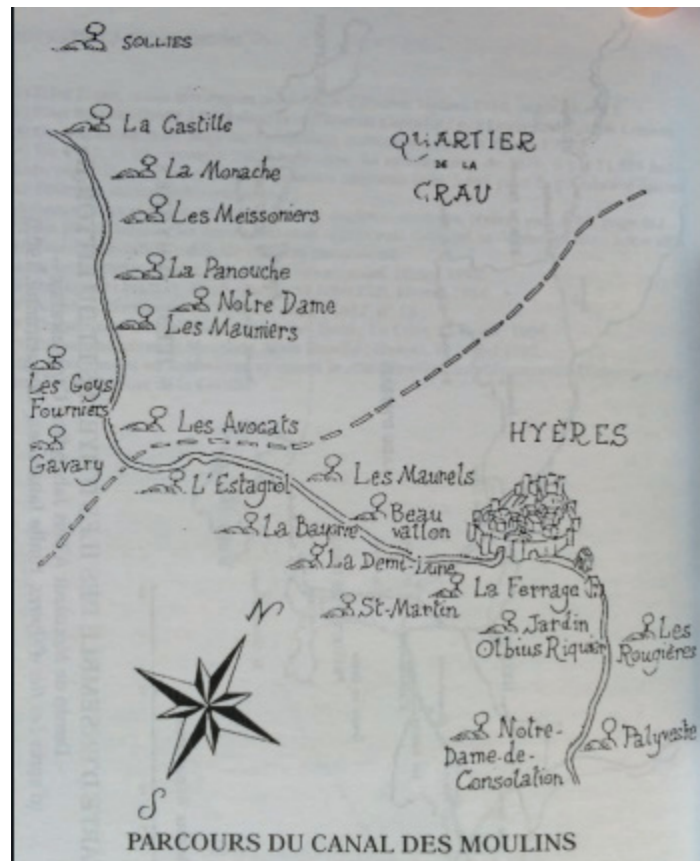 SOLLIES
La Castille
QUARTIER
DE LA
CRAU
La Monache
Les Meissoniers
La Panouche
Notre Dame
Les Mauniers
Les Goys
Fourniers
Les Avocats
Gavary
HYÈRES
Les Maurels
L'Estagnol
Beau
vallon
La Bayorre
La Demi-Lune
La Ferrage
St-Martin
Jardin
Olbius Riquier
Les
Rougières
N
Notre-
Dame-de-
Consolation
Palyvestre
S
PARCOURS DU CANAL DES MOULINS